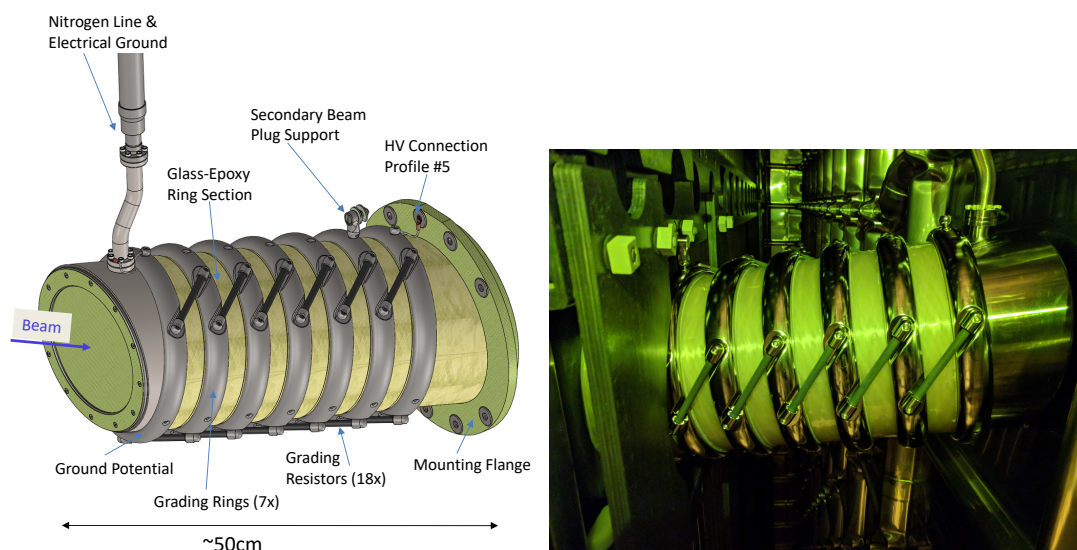 Nitrogen Line &
Electrical Ground
Secondary Beam
Plug Support
HV Connection
Profile #5
Glass-Epoxy
Ring Section
Beam
Ground Potential
Grading
Resistors (18x)
Mounting Flange
Grading Rings (7x)
~50cm